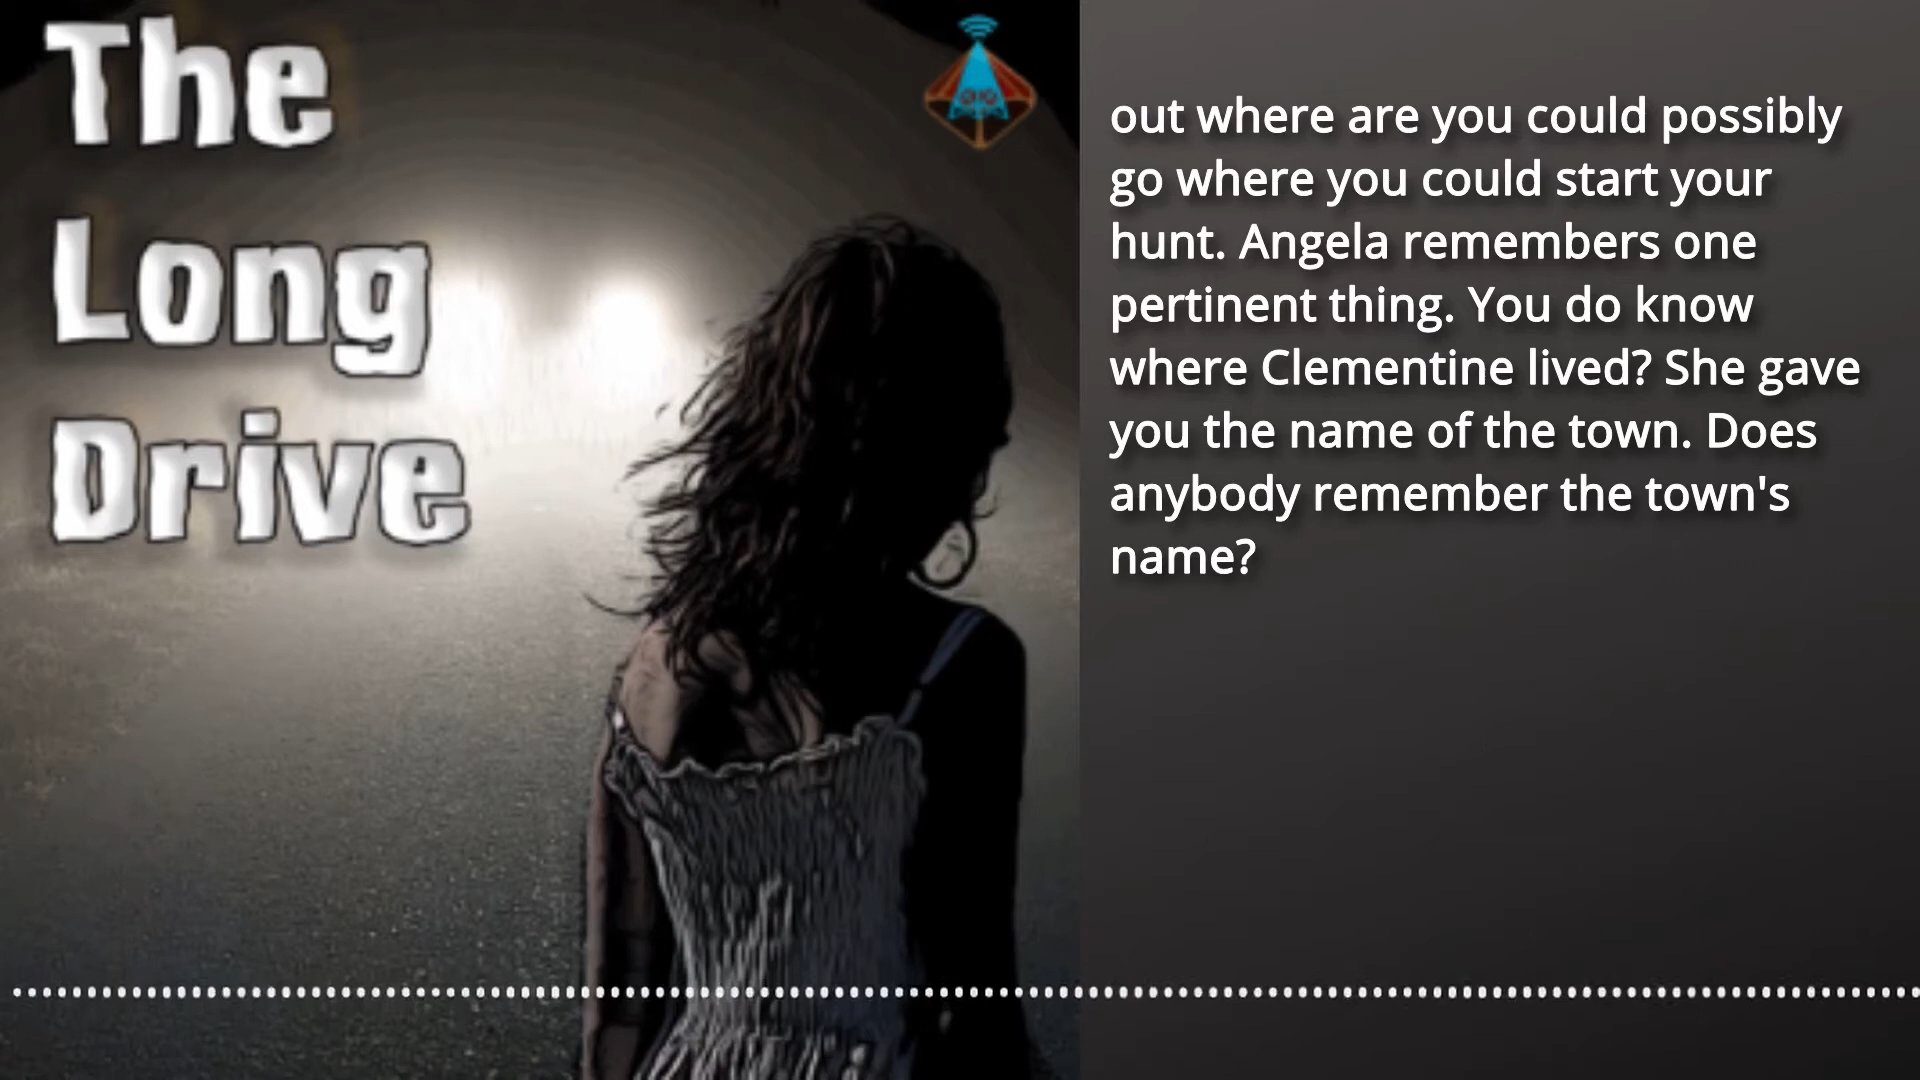 The
Long
Drive
out where are you could possibly
go where you could start your
hunt. Angela remembers one
pertinent thing. You do know
where Clementine lived? She gave
you the name of the town. Does
anybody remember the town's
name?